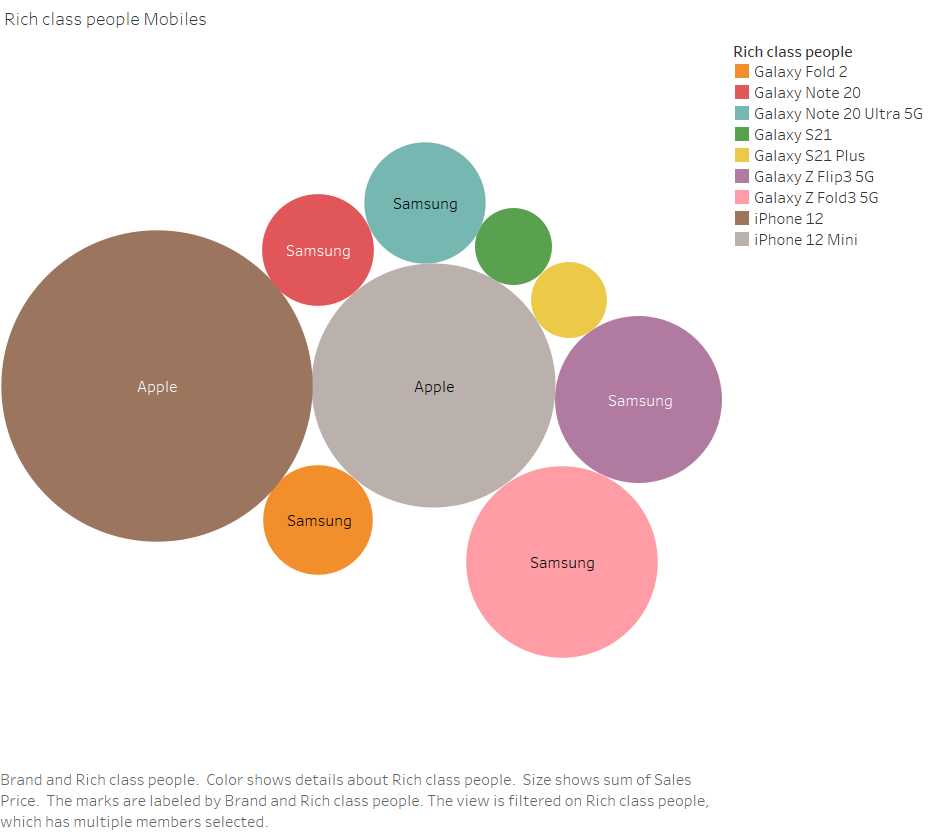 Rich class people Mobiles
Rich class people
Galaxy Fold 2
Galaxy Note 20
Galaxy Note 20 Ultra 5G
Galaxy S21
Galaxy S21 Plus
Galaxy Z Flip3 5G
Galaxy Z Fold3 5G
iPhone 12
iPhone 12 Mini
Samsung
Samsung
Apple
Apple
Samsung
Samsung
Samsung
Brand and Rich class people. Color shows details about Rich class people. Size shows sum of Sales
Price. The marks are labeled by Brand and Rich class people. The view is filtered on Rich class people,
which has multiple members selected.